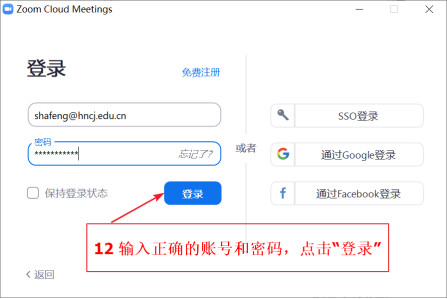 Zoom Cloud Meetings
登录
免费注册
shafeng@hncj.edu.cn
密码
***********
忘记了?
保持登录状态
登录
或者
SSO登录
通过Google登录
通过Facebook登录
12 输入正确的账号和密码，点击“登录”
返回